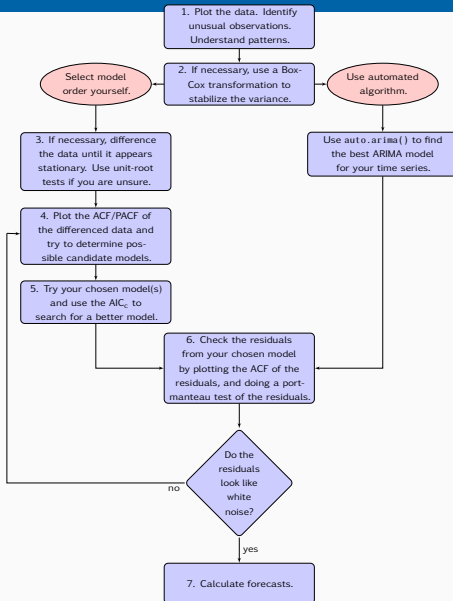 1. Plot the data. Identify
unusual observations.
Understand patterns.
Select model
order yourself.
2. If necessary, use a Box-
Cox transformation to
stabilize the variance.
Use automated
algorithm.
3. If necessary, difference
the data until it appears
stationary. Use unit-root
tests if you are unsure.
Use auto.arima() to find
the best ARIMA model
for your time series.
4. Plot the ACF/PACF of
the differenced data and
try to determine pos-
sible candidate models.
5. Try your chosen model(s)
and use the AICc to
search for a better model.
6. Check the residuals
from your chosen model
by plotting the ACF of the
residuals, and doing a port-
manteau test of the residuals.
Do the
residuals
look like
white
noise?
no
yes
7. Calculate forecasts.